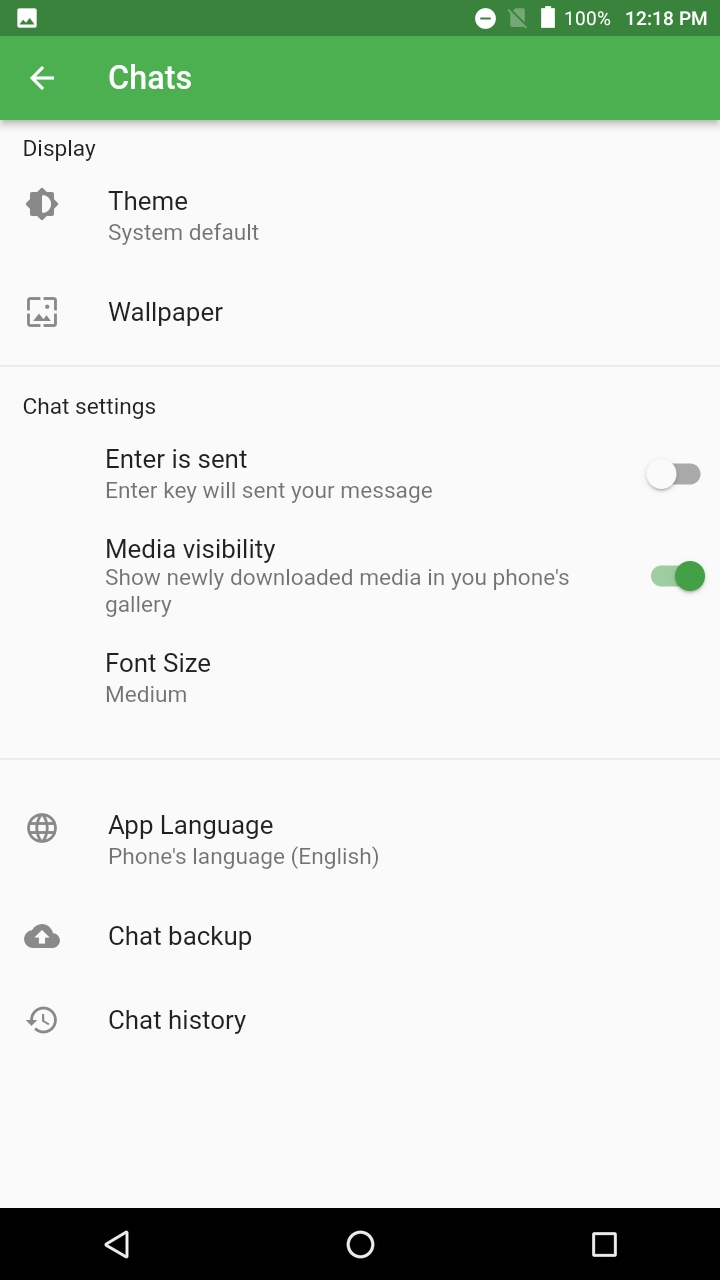 100% 12:18 PM
Chats
Display
Theme
System default
Wallpaper
Chat settings
Enter is sent
Enter key will sent your message
Media visibility
Show newly downloaded media in you phone's
gallery
Font Size
Medium
App Language
Phone's language (English)
Chat backup
Chat history